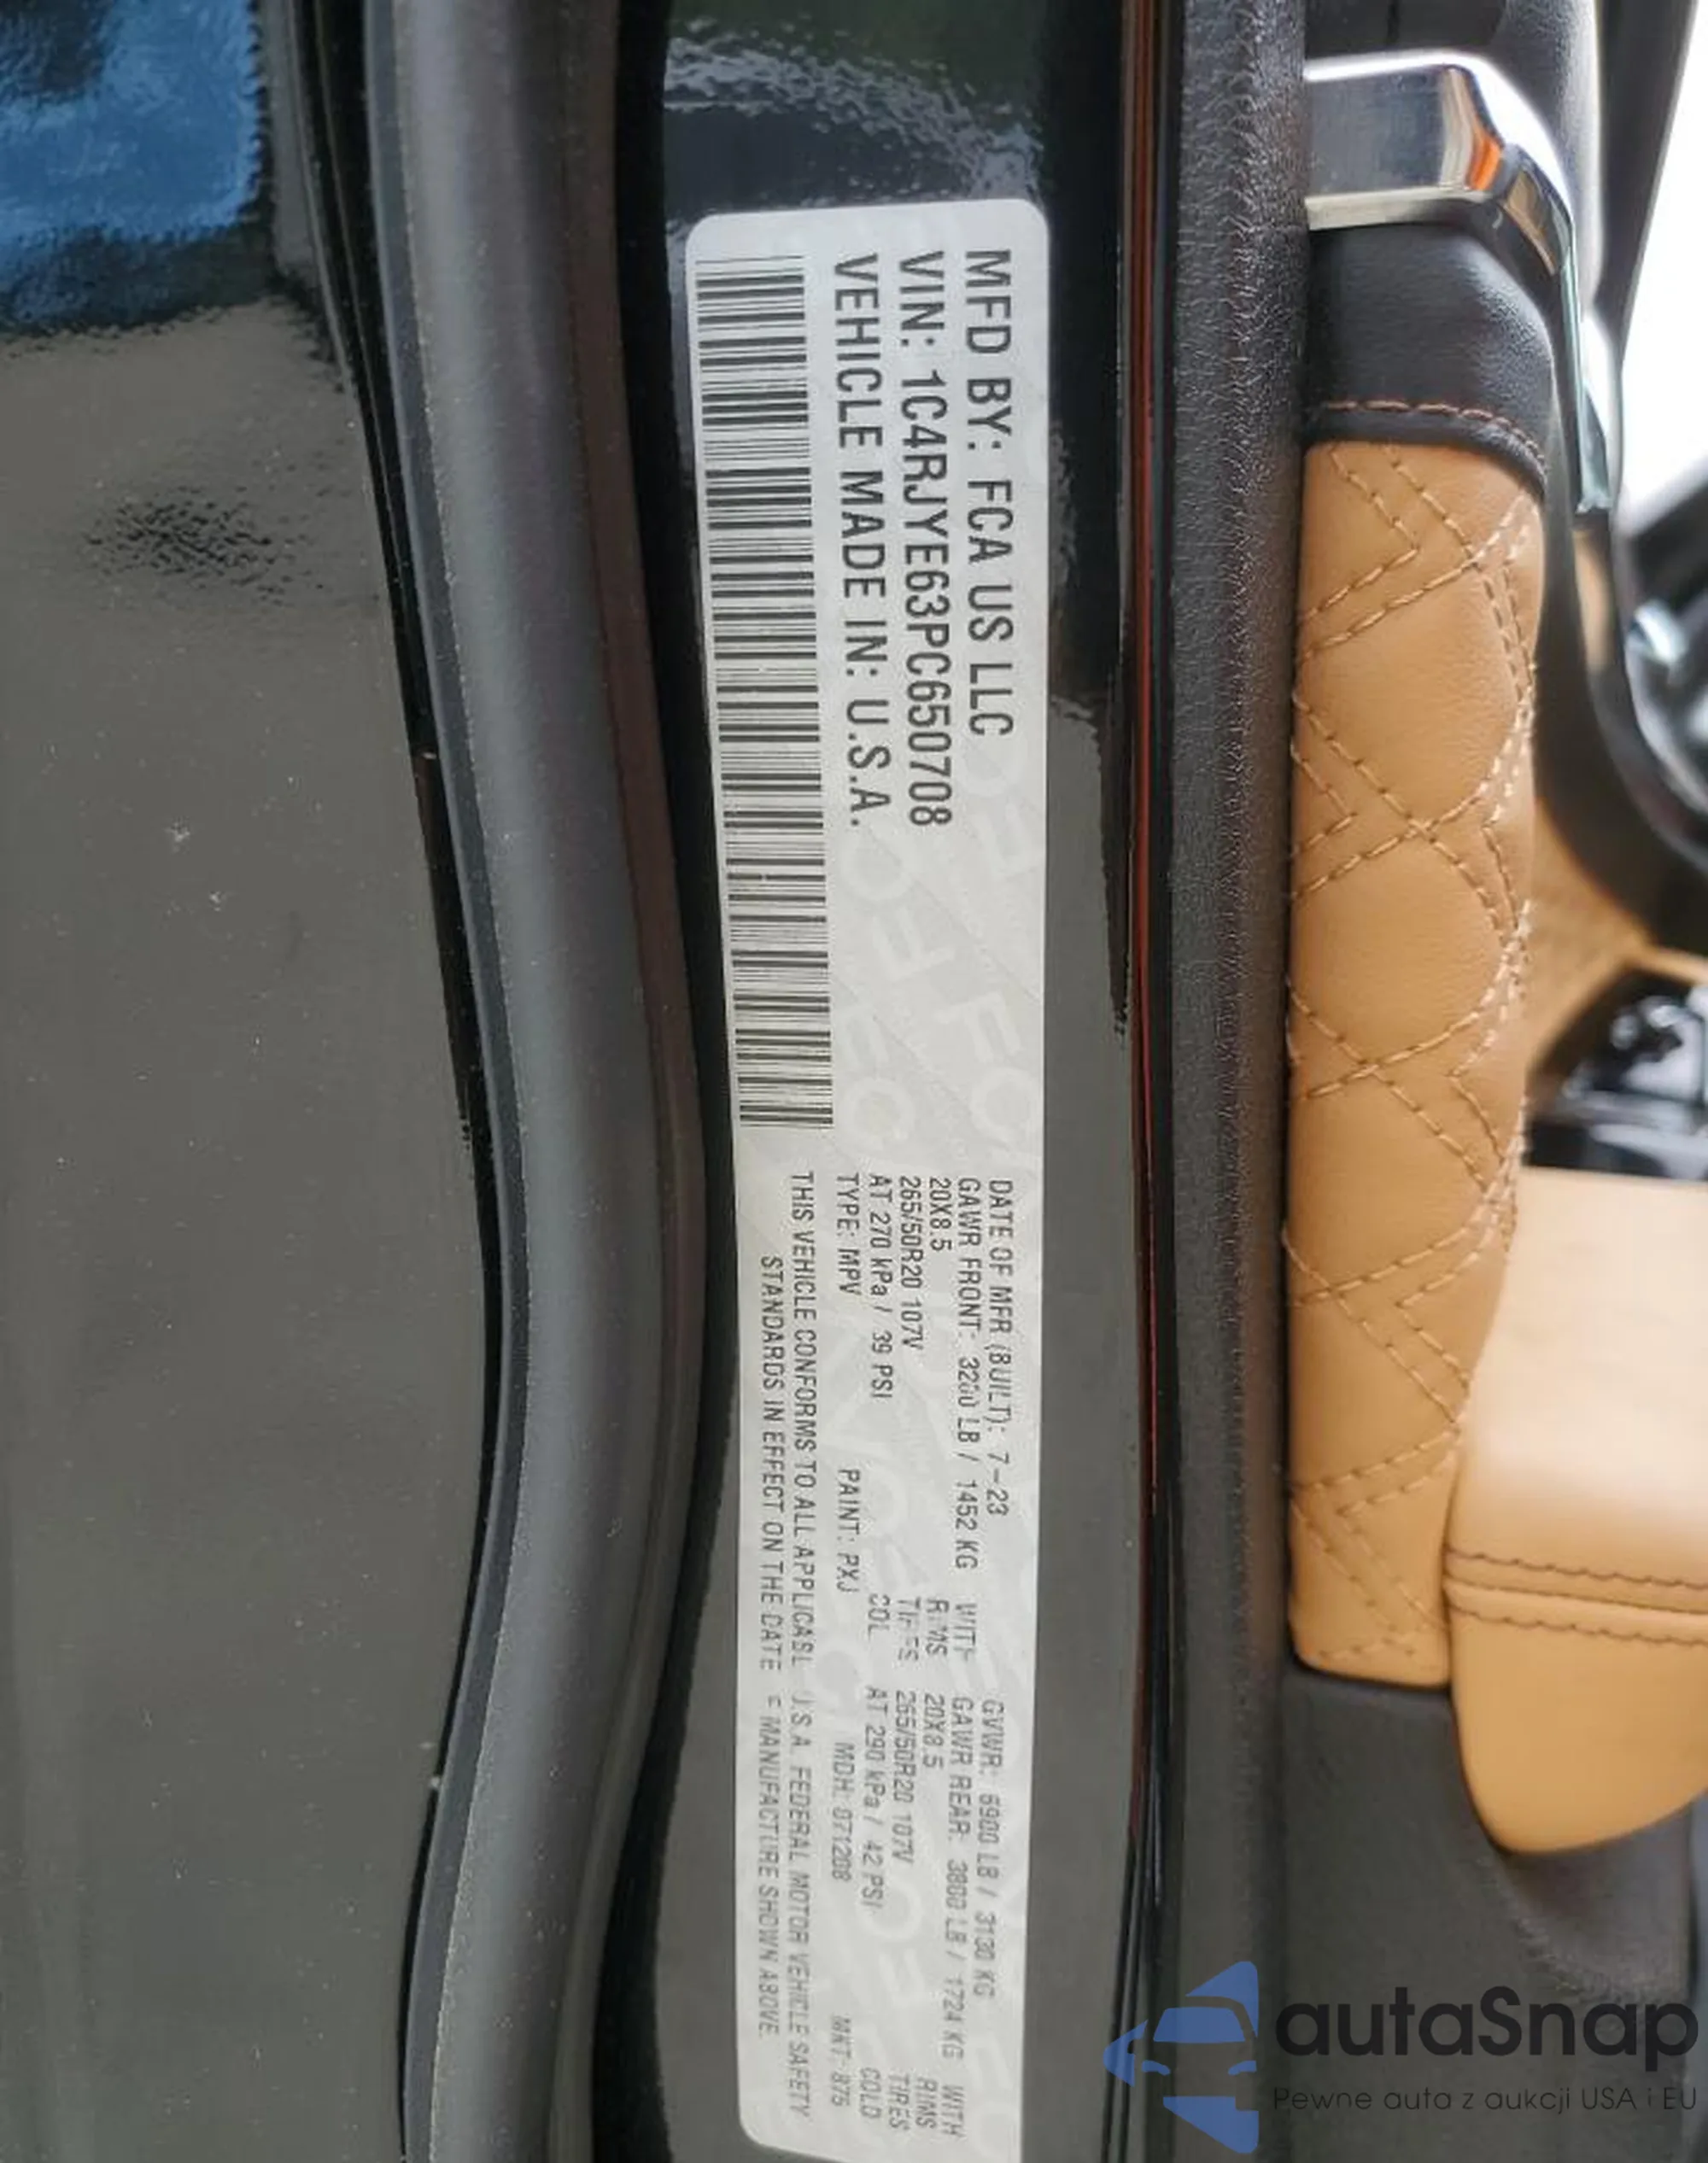 MFD BY: FCA US LLC
VIN: 1C4RJYE63PC650708
VEHICLE MADE IN: U.S.A.
DATE OF MFR (BUILT): 7-23 GVWR: 6900 LB / 3130 KG
GAWR FRONT: 3200 LB / 1452 KG WITH GAWR REAR: 3800 LB / 1724 KG WITH
20X8.5 RIMS 20X8.5 RIMS
265/50R20 107V TIRES 265/50R20 107V TIRES
AT 270 kPa / 39 PSI COL AT 290 kPa / 42 PSI COLD
TYPE: MPV PAINT: PXJ MDH: 071208 MKT: 875
THIS VEHICLE CONFORMS TO ALL APPLICABL U.S.A. FEDERAL MOTOR VEHICLE SAFETY
STANDARDS IN EFFECT ON THE DATE F MANUFACTURE SHOWN ABOVE.
autaSnap
Pewne auta z aukcji USA i EU